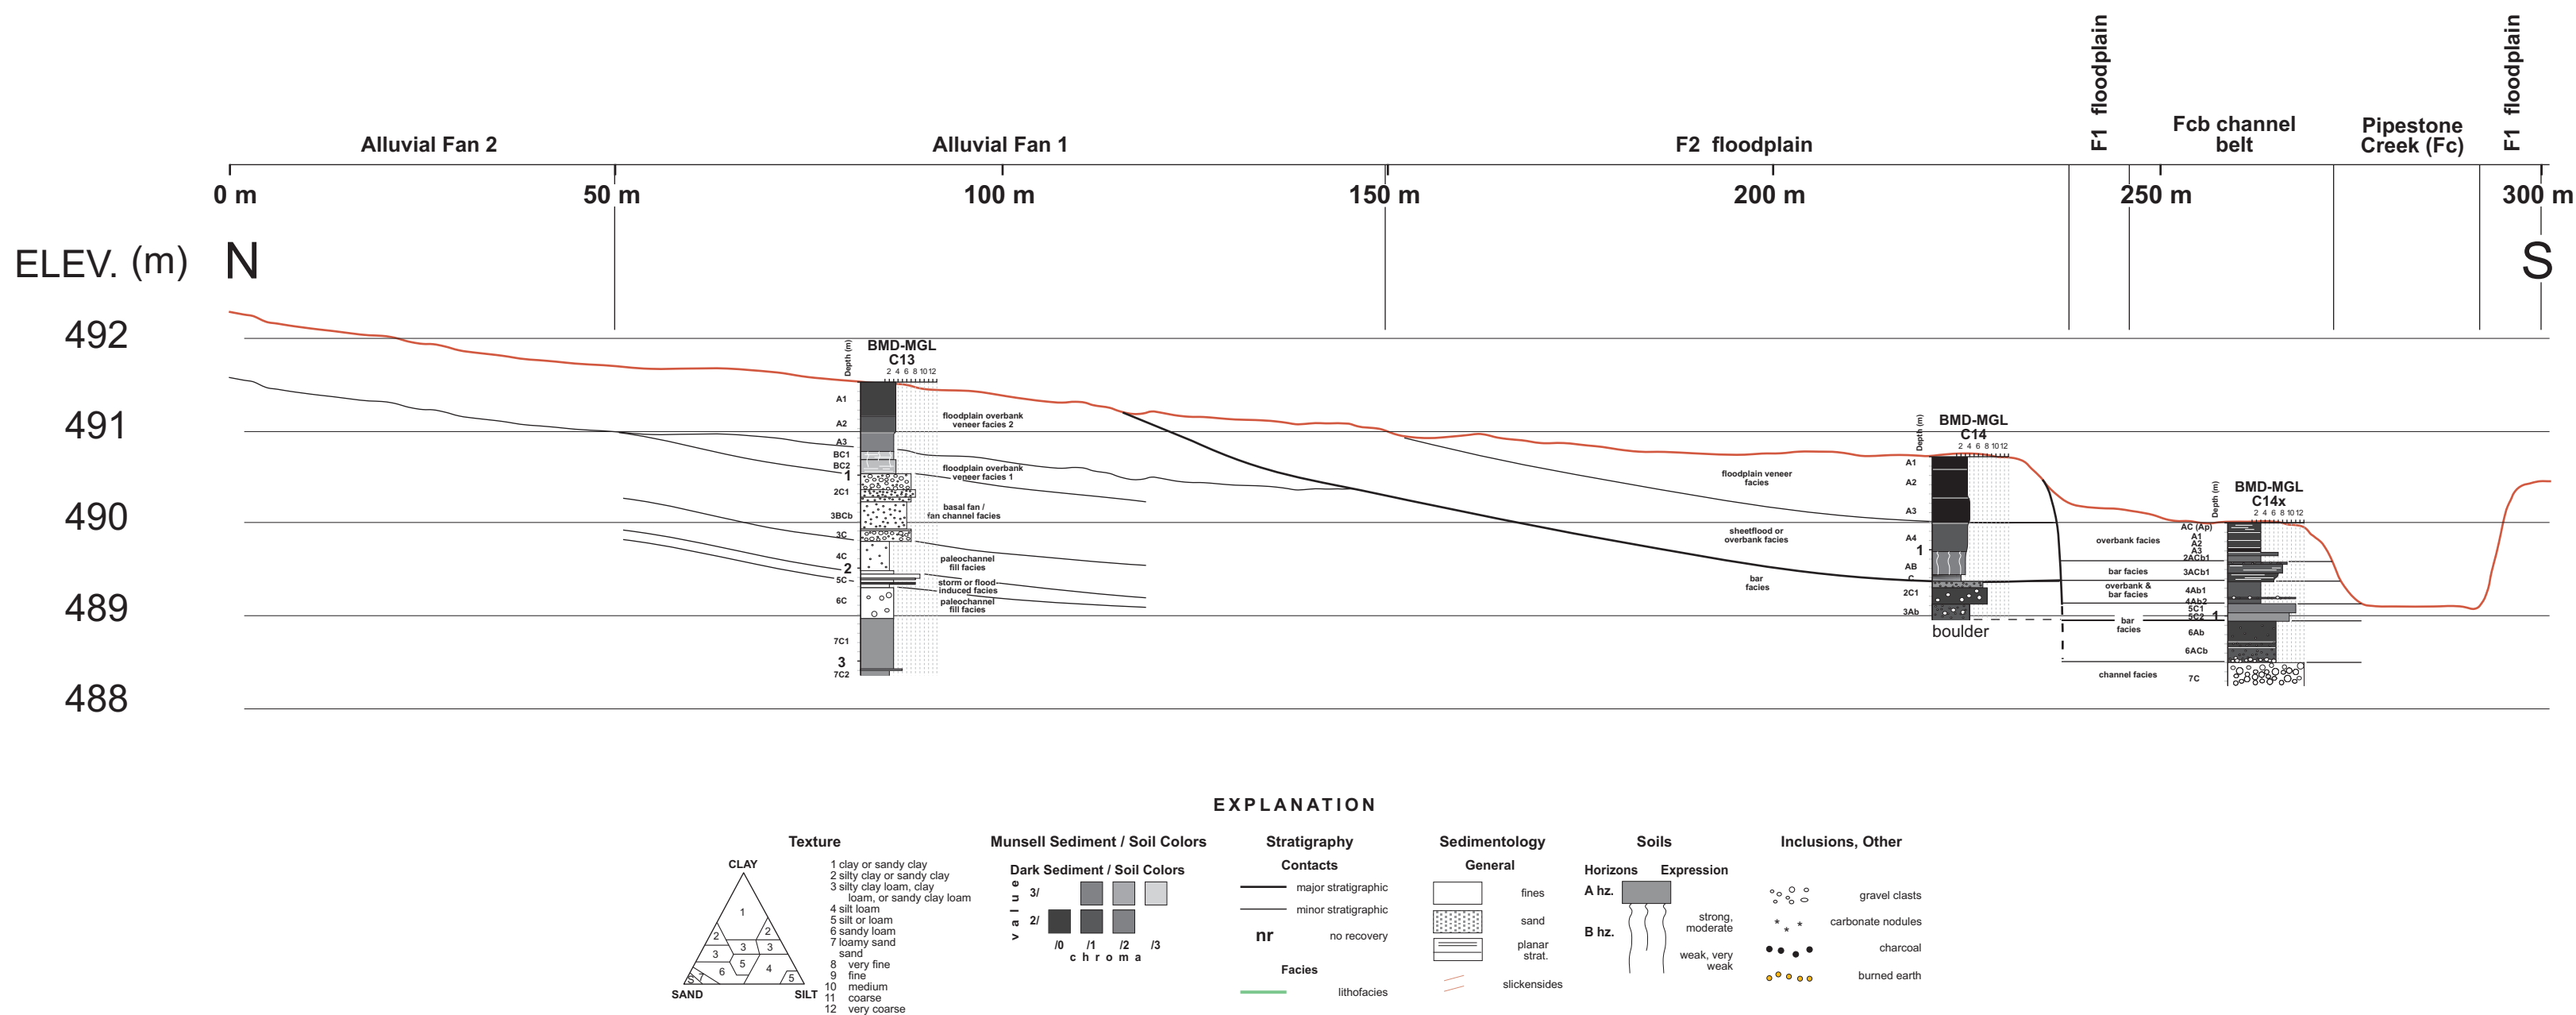 F1 floodplain
F1 floodplain
Alluvial Fan 2
Alluvial Fan 1
F2 floodplain
Fcb channel
belt
Pipestone
Creek (Fc)
0 m
50 m
100 m
150 m
200 m
250 m
300 m
ELEV. (m)
N
S
492
491
490
489
488
Depth (m)
BMD-MGL
C13
2 4 6 8 10 12
A1
A2
A3
BC1
BC2
1
2C1
3BCb
3C
4C
2
5C
6C
7C1
3
7C2
floodplain overbank
veneer facies 2
floodplain overbank
veneer facies 1
basal fan /
fan channel facies
paleochannel
fill facies
storm or flood
induced facies
paleochannel
fill facies
floodplain veneer
facies
sheetflood or
overbank facies
bar
facies
Depth (m)
BMD-MGL
C14
2 4 6 8 10 12
A1
A2
A3
A4
1
AB
C
2C1
3Ab
boulder
overbank facies
bar facies
overbank &
bar facies
bar
facies
channel facies
Depth (m)
BMD-MGL
C14x
2 4 6 8 10 12
AC (Ap)
A1
A2
A3
2ACb1
3ACb1
4Ab1
4Ab2
5C1
5C2
1
6Ab
6ACb
7C
EXPLANATION
Texture
CLAY
1
2
2
3
3
3
5
6
4
7
S
5
SAND
SILT
1 clay or sandy clay
2 silty clay or sandy clay
3 silty clay loam, clay
loam, or sandy clay loam
4 silt loam
5 silt or loam
6 sandy loam
7 loamy sand
sand
8 very fine
9 fine
10 medium
11 coarse
12 very coarse
Munsell Sediment / Soil Colors
Dark Sediment / Soil Colors
value
3/
2/
/0 /1 /2 /3
chroma
Stratigraphy
Contacts
major stratigraphic
minor stratigraphic
nr no recovery
Facies
lithofacies
Sedimentology
General
fines
sand
planar
strat.
slickensides
Soils
Horizons Expression
A hz.
B hz.
strong,
moderate
weak, very
weak
Inclusions, Other
gravel clasts
carbonate nodules
charcoal
burned earth